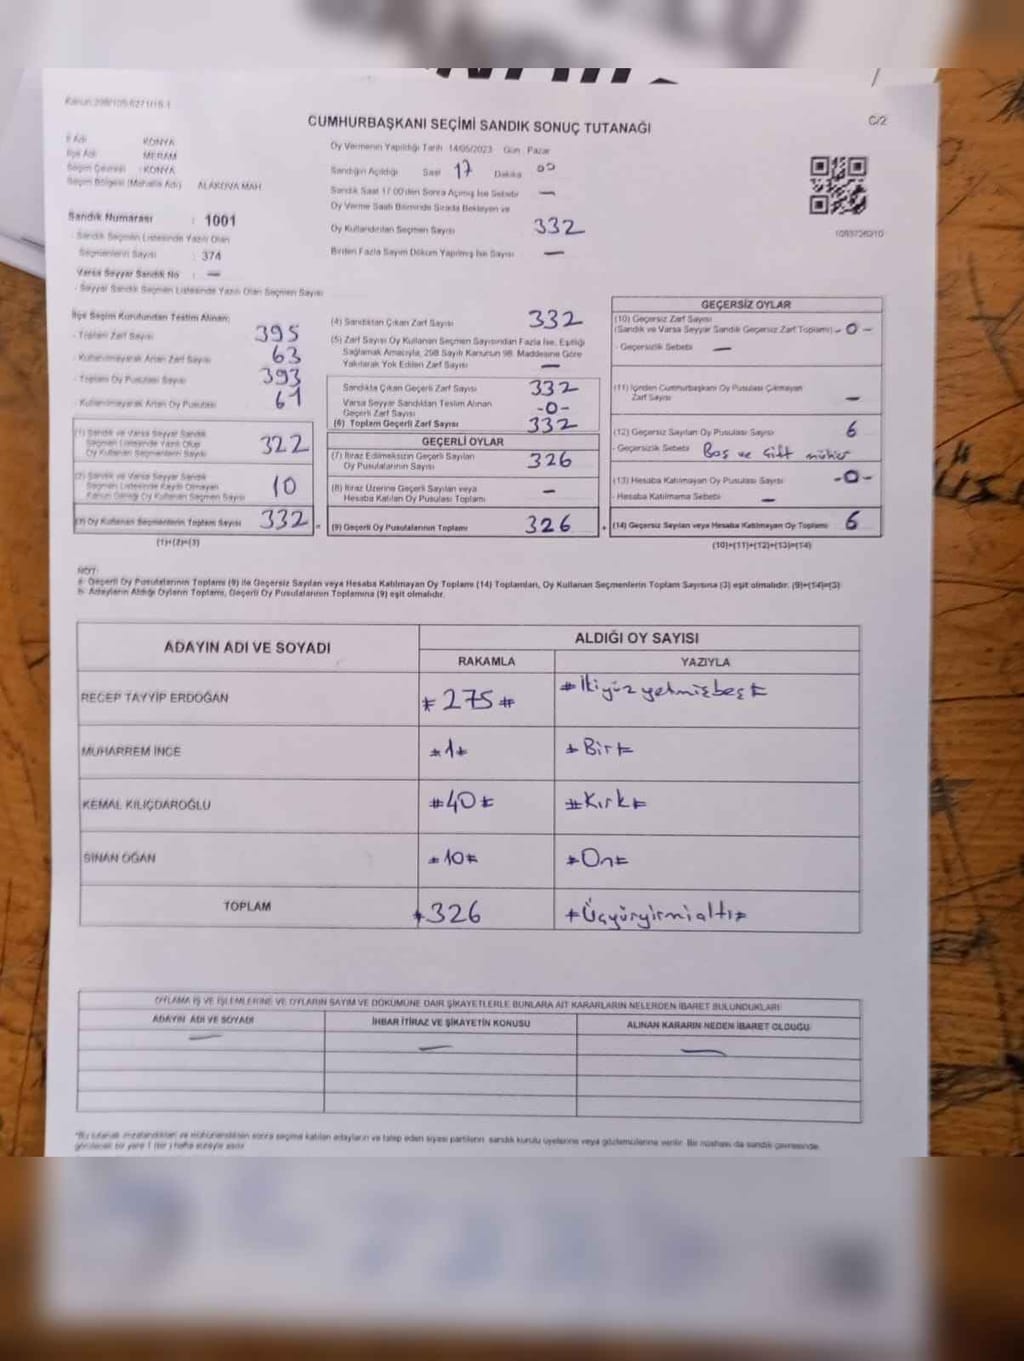 Kanun:298/105-6271/15-1
CUMHURBAŞKANI SEÇİMİ SANDIK SONUÇ TUTANAĞI
C/2
İl Adı : KONYA
İlçe Adı : MERAM
Seçim Çevresi : KONYA
Seçim Bölgesi (Mahalle Adı) : ALAKOVA MAH.
Sandık Numarası : 1001
- Sandık Seçmen Listesinde Yazılı Olan
Seçmenlerin Sayısı : 374
Varsa Seyyar Sandık No : —
- Seyyar Sandık Seçmen Listesinde Yazılı Olan Seçmen Sayısı
Oy Vermenin Yapıldığı Tarih : 14/05/2023 Gün : Pazar
Sandığın Açıldığı Saat 17 Dakika 00
Sandık Saat 17:00'den Sonra Açılmış İse Sebebi —
Oy Verme Saati Bitiminde Sırada Bekleyen ve
Oy Kullandırılan Seçmen Sayısı 332
Birden Fazla Sayım Döküm Yapılmış İse Sayısı —
1093726210
İlçe Seçim Kurulundan Teslim Alınan;
- Toplam Zarf Sayısı 395
- Kullanılmayarak Artan Zarf Sayısı 63
- Toplam Oy Pusulası Sayısı 393
- Kullanılmayarak Artan Oy Pusulası 61
(1) Sandık ve Varsa Seyyar Sandık
Seçmen Listesinde Yazılı Olup
Oy Kullanan Seçmenlerin Sayısı 322
(2) Sandık ve Varsa Seyyar Sandık
Seçmen Listesinde Kaydı Olmayan
Kanun Gereği Oy Kullanan Seçmen Sayısı 10
(3) Oy Kullanan Seçmenlerin Toplam Sayısı 332
(1)+(2)=(3)
(4) Sandıktan Çıkan Zarf Sayısı 332
(5) Zarf Sayısı Oy Kullanan Seçmen Sayısından Fazla İse, Eşitliği
Sağlamak Amacıyla, 298 Sayılı Kanunun 98. Maddesine Göre
Yakılarak Yok Edilen Zarf Sayısı —
Sandıkta Çıkan Geçerli Zarf Sayısı 332
Varsa Seyyar Sandıktan Teslim Alınan
Geçerli Zarf Sayısı -0-
(6) Toplam Geçerli Zarf Sayısı 332
GEÇERLİ OYLAR
(7) İtiraz Edilmeksizin Geçerli Sayılan
Oy Pusulalarının Sayısı 326
(8) İtiraz Üzerine Geçerli Sayılan veya
Hesaba Katılan Oy Pusulası Toplamı —
(9) Geçerli Oy Pusulalarının Toplamı 326
GEÇERSİZ OYLAR
(10) Geçersiz Zarf Sayısı
(Sandık ve Varsa Seyyar Sandık Geçersiz Zarf Toplamı) -0-
- Geçersizlik Sebebi —
(11) İçinden Cumhurbaşkanı Oy Pusulası Çıkmayan
Zarf Sayısı —
(12) Geçersiz Sayılan Oy Pusulası Sayısı 6
- Geçersizlik Sebebi Boş ve Çift mühür
(13) Hesaba Katılmayan Oy Pusulası Sayısı -0-
- Hesaba Katılmama Sebebi —
(14) Geçersiz Sayılan veya Hesaba Katılmayan Oy Toplamı 6
(10)+(11)+(12)+(13)=(14)
NOT:
a- Geçerli Oy Pusulalarının Toplamı (9) ile Geçersiz Sayılan veya Hesaba Katılmayan Oy Toplamı (14) Toplamları, Oy Kullanan Seçmenlerin Toplam Sayısına (3) eşit olmalıdır. (9)+(14)=(3)
b- Adayların Aldığı Oyların Toplamı, Geçerli Oy Pusulalarının Toplamına (9) eşit olmalıdır.
ADAYIN ADI VE SOYADI
ALDIĞI OY SAYISI
RAKAMLA YAZIYLA
RECEP TAYYİP ERDOĞAN #275# #İkiyüzyetmişbeş#
MUHARREM İNCE #1# #Bir#
KEMAL KILIÇDAROĞLU #40# #Kırk#
SİNAN OĞAN #10# #On#
TOPLAM #326 #Üçyüzyirmialtı#
OYLAMA İŞ VE İŞLEMLERİNE VE OYLARIN SAYIM VE DÖKÜMÜNE DAİR ŞİKAYETLERLE BUNLARA AİT KARARLARIN NELERDEN İBARET BULUNDUKLARI
ADAYIN ADI VE SOYADI İHBAR İTİRAZ VE ŞİKAYETİN KONUSU ALINAN KARARIN NEDEN İBARET OLDUĞU
— — —
*Bu tutanak imzalandıktan ve mühürlendikten sonra seçime katılan adayların ve talep eden siyasi partilerin sandık kurulu üyelerine veya gözlemcilerine verilir. Bir nüshası da sandık çevresinde
görülecek bir yere 1 (bir) hafta süreyle asılır.